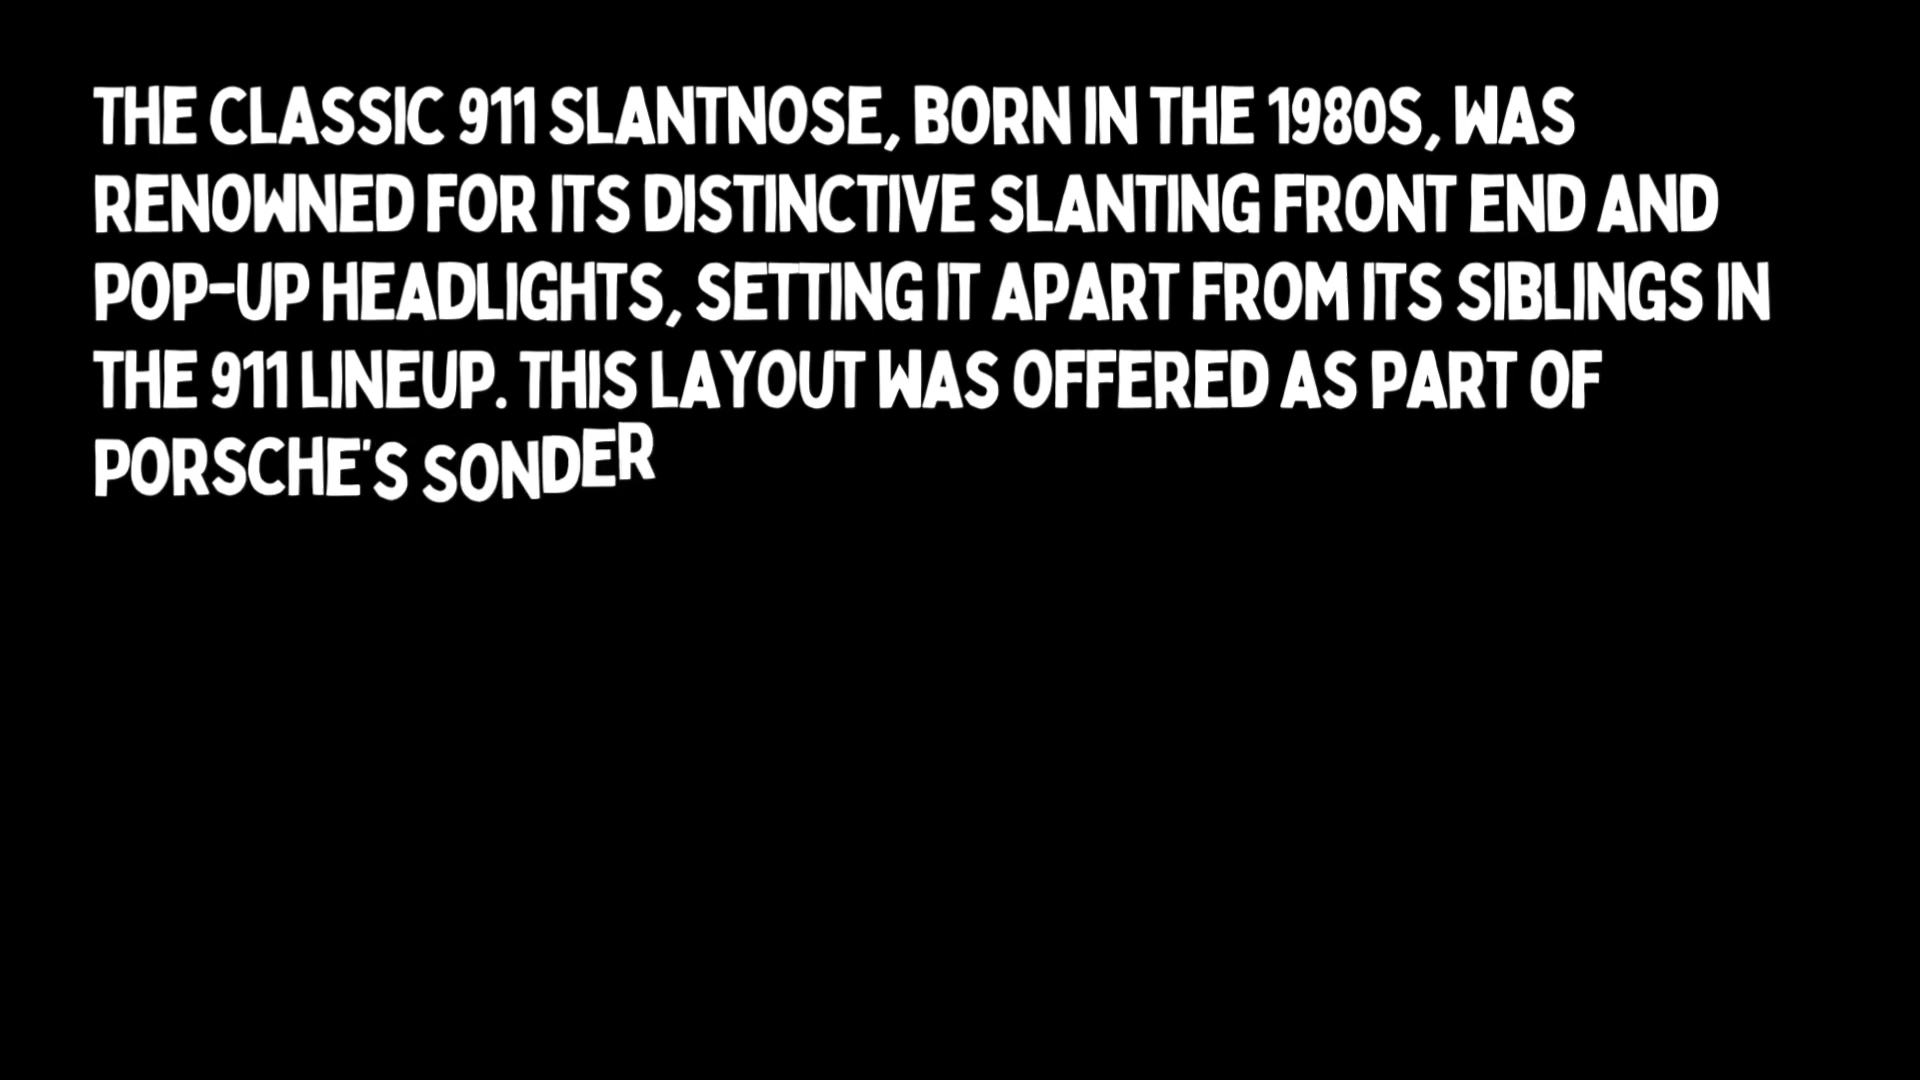 THE CLASSIC 911 SLANTNOSE, BORN IN THE 1980S, WAS
RENOWNED FOR ITS DISTINCTIVE SLANTING FRONT END AND
POP-UP HEADLIGHTS, SETTING IT APART FROM ITS SIBLINGS IN
THE 911 LINEUP. THIS LAYOUT WAS OFFERED AS PART OF
PORSCHE'S SONDER